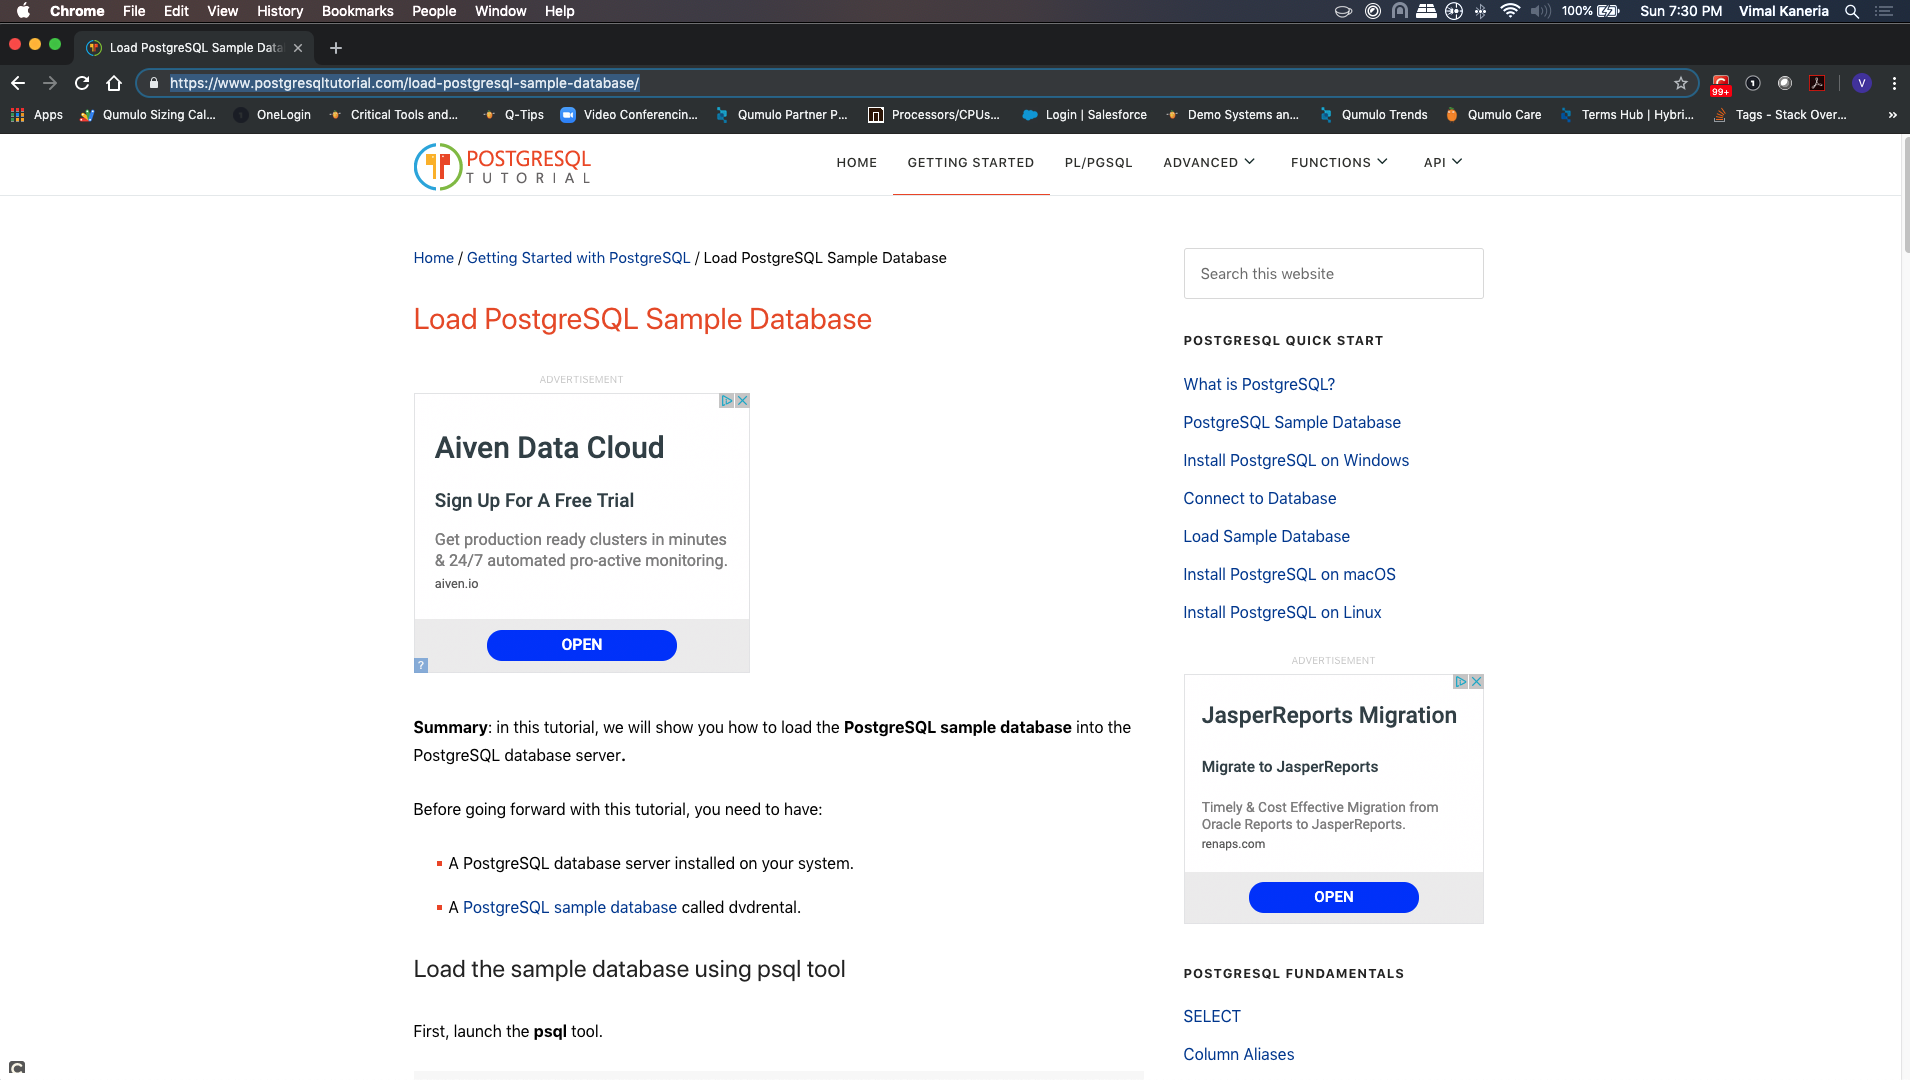 Chrome File Edit View History Bookmarks People Window Help 100% Sun 7:30 PM Vimal Kaneria
Load PostgreSQL Sample Data
https://www.postgresqltutorial.com/load-postgresql-sample-database/ 99+ V
Apps Qumulo Sizing Cal... OneLogin Critical Tools and... Q-Tips Video Conferencin... Qumulo Partner P... Processors/CPUs... Login | Salesforce Demo Systems an... Qumulo Trends Qumulo Care Terms Hub | Hybri... Tags - Stack Over... »
POSTGRESQL
TUTORIAL
HOME GETTING STARTED PL/PGSQL ADVANCED FUNCTIONS API
Home / Getting Started with PostgreSQL / Load PostgreSQL Sample Database
Load PostgreSQL Sample Database
ADVERTISEMENT
Aiven Data Cloud
Sign Up For A Free Trial
Get production ready clusters in minutes
& 24/7 automated pro-active monitoring.
aiven.io
OPEN
?
Summary: in this tutorial, we will show you how to load the PostgreSQL sample database into the
PostgreSQL database server.
Before going forward with this tutorial, you need to have:
A PostgreSQL database server installed on your system.
A PostgreSQL sample database called dvdrental.
Load the sample database using psql tool
First, launch the psql tool.
Search this website
POSTGRESQL QUICK START
What is PostgreSQL?
PostgreSQL Sample Database
Install PostgreSQL on Windows
Connect to Database
Load Sample Database
Install PostgreSQL on macOS
Install PostgreSQL on Linux
ADVERTISEMENT
JasperReports Migration
Migrate to JasperReports
Timely & Cost Effective Migration from
Oracle Reports to JasperReports.
renaps.com
OPEN
POSTGRESQL FUNDAMENTALS
SELECT
Column Aliases